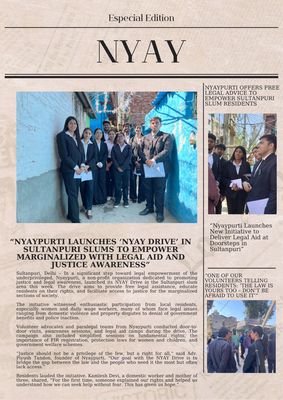 Especial Edition
NYAY
"NYAYPURTI LAUNCHES 'NYAY DRIVE' IN
SULTANPURI SLUMS TO EMPOWER
MARGINALIZED WITH LEGAL AID AND
JUSTICE AWARENESS"
Sultanpuri, Delhi – In a significant step toward legal empowerment of the
underprivileged, Nyaypurti, a non-profit organization dedicated to promoting
justice and legal awareness, launched its NYAY Drive in the Sultanpuri slum
area this week. The drive aims to provide free legal assistance, educate
residents on their rights, and facilitate access to justice for marginalized
sections of society.
The initiative witnessed enthusiastic participation from local residents,
especially women and daily wage workers, many of whom face legal issues
ranging from domestic violence and property disputes to denial of government
benefits and police inaction.
Volunteer advocates and paralegal teams from Nyaypurti conducted door-to-
door visits, awareness sessions, and legal aid camps during the drive. The
campaign also included simplified sessions on fundamental rights, the
importance of FIR registration, protection laws for women and children, and
government welfare schemes.
"Justice should not be a privilege of the few, but a right for all," said Adv.
Piyush Tandon, founder of Nyaypurti. "Our goal with the NYAY Drive is to
bridge the gap between the law and the people who need it the most but often
lack access.
Residents lauded the initiative. Kamlesh Devi, a domestic worker and mother of
three, shared, "For the first time, someone explained our rights and helped us
understand how we can seek help without fear. This has given us hope."
NYAYPURTI OFFERS FREE
LEGAL ADVICE TO
EMPOWER SULTANPURI
SLUM RESIDENTS
"Nyaypurti Launches
New Initiative to
Deliver Legal Aid at
Doorsteps in
Sultanpuri"
"ONE OF OUR
VOLUNTEERS TELLING
RESIDENTS: 'THE LAW IS
YOURS TOO – DON'T BE
AFRAID TO USE IT'"